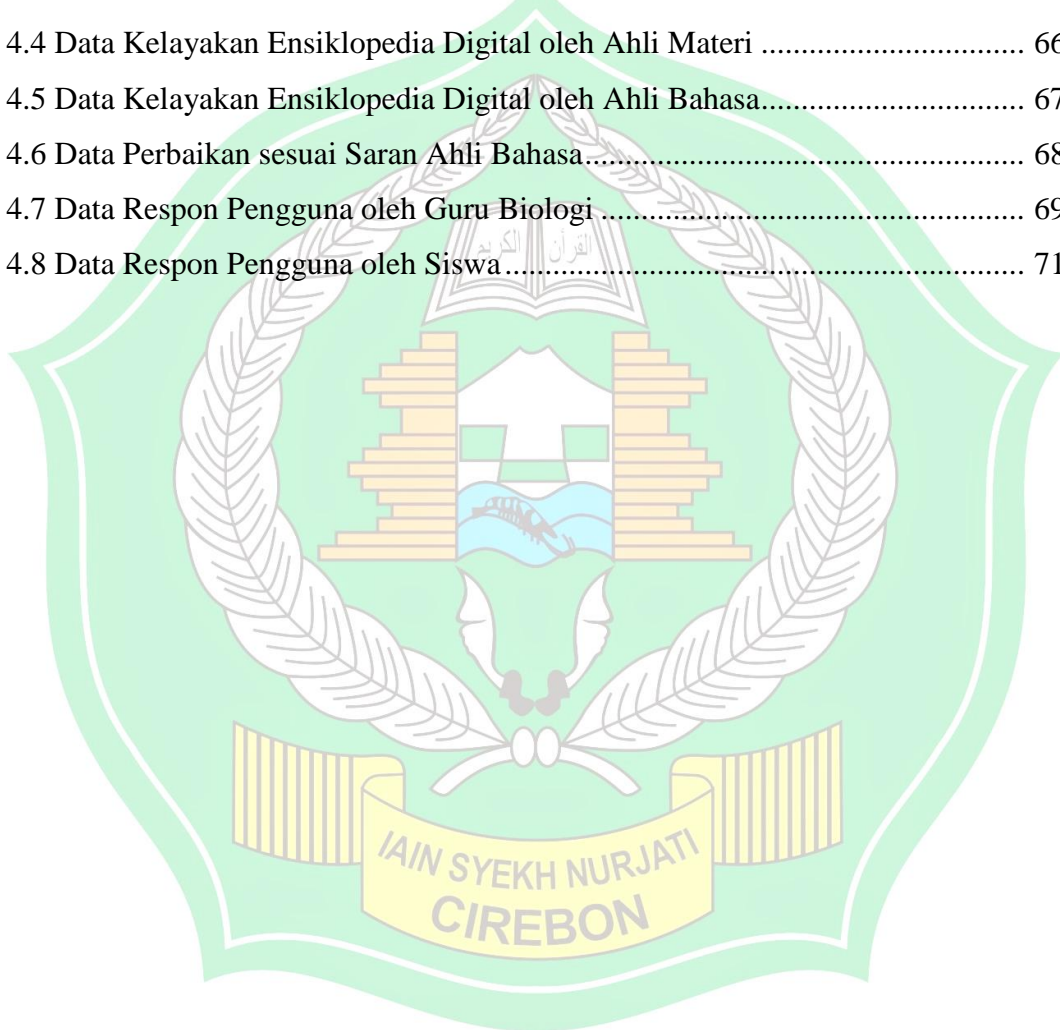 4.4 Data Kelayakan Ensiklopedia Digital oleh Ahli Materi ................................. 66
4.5 Data Kelayakan Ensiklopedia Digital oleh Ahli Bahasa................................. 67
4.6 Data Perbaikan sesuai Saran Ahli Bahasa....................................................... 68
4.7 Data Respon Pengguna oleh Guru Biologi ..................................................... 69
4.8 Data Respon Pengguna oleh Siswa ................................................................. 71
القرآن الكريم
IAIN SYEKH NURJATI
CIREBON